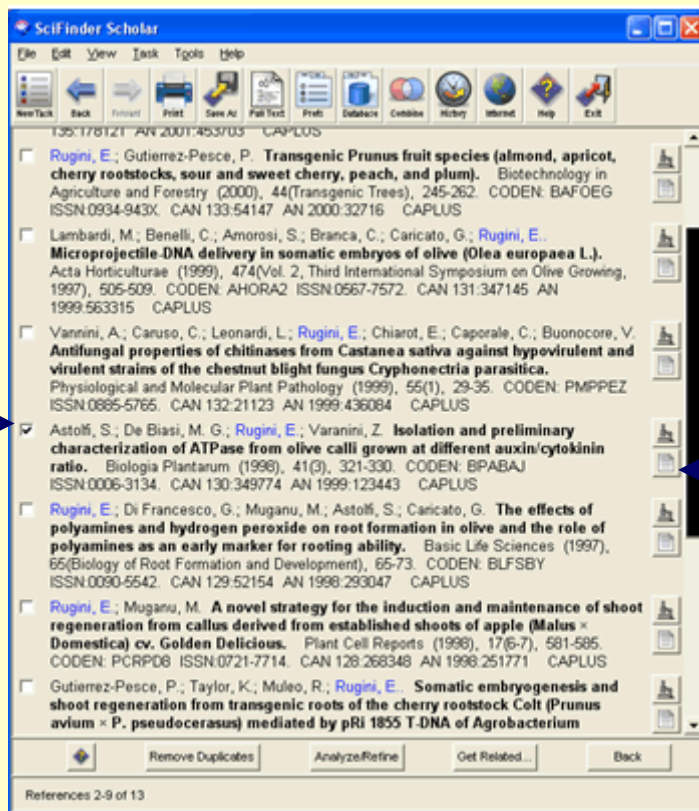 SciFinder Scholar
File Edit View Task Tools Help
New Task Back Forward Print Save As Full Text Prefs Database Combine History Internet Help Exit
135:178121 AN 2001:453703 CAPLUS
Rugini, E.; Gutierrez-Pesce, P. Transgenic Prunus fruit species (almond, apricot,
cherry rootstocks, sour and sweet cherry, peach, and plum). Biotechnology in
Agriculture and Forestry (2000), 44(Transgenic Trees), 245-262. CODEN: BAFOEG
ISSN:0934-943X. CAN 133:54147 AN 2000:32716 CAPLUS
Lambardi, M.; Benelli, C.; Amorosi, S.; Branca, C.; Caricato, G.; Rugini, E..
Microprojectile-DNA delivery in somatic embryos of olive (Olea europaea L.).
Acta Horticulturae (1999), 474(Vol. 2, Third International Symposium on Olive Growing,
1997), 505-509. CODEN: AHORA2 ISSN:0567-7572. CAN 131:347145 AN
1999:563315 CAPLUS
Vannini, A.; Caruso, C.; Leonardi, L.; Rugini, E.; Chiarot, E.; Caporale, C.; Buonocore, V.
Antifungal properties of chitinases from Castanea sativa against hypovirulent and
virulent strains of the chestnut blight fungus Cryphonectria parasitica.
Physiological and Molecular Plant Pathology (1999), 55(1), 29-35. CODEN: PMPPEZ
ISSN:0885-5765. CAN 132:21123 AN 1999:436084 CAPLUS
Astolfi, S.; De Biasi, M. G.; Rugini, E.; Varanini, Z. Isolation and preliminary
characterization of ATPase from olive calli grown at different auxin/cytokinin
ratio. Biologia Plantarum (1998), 41(3), 321-330. CODEN: BPABAJ
ISSN:0006-3134. CAN 130:349774 AN 1999:123443 CAPLUS
Rugini, E.; Di Francesco, G.; Muganu, M.; Astolfi, S.; Caricato, G. The effects of
polyamines and hydrogen peroxide on root formation in olive and the role of
polyamines as an early marker for rooting ability. Basic Life Sciences (1997),
65(Biology of Root Formation and Development), 65-73. CODEN: BLFSBY
ISSN:0090-5542. CAN 129:52154 AN 1998:293047 CAPLUS
Rugini, E.; Muganu, M. A novel strategy for the induction and maintenance of shoot
regeneration from callus derived from established shoots of apple (Malus ×
Domestica) cv. Golden Delicious. Plant Cell Reports (1998), 17(6-7), 581-585.
CODEN: PCRPD8 ISSN:0721-7714. CAN 128:268348 AN 1998:251771 CAPLUS
Gutierrez-Pesce, P.; Taylor, K.; Muleo, R.; Rugini, E.. Somatic embryogenesis and
shoot regeneration from transgenic roots of the cherry rootstock Colt (Prunus
avium × P. pseudocerasus) mediated by pRi 1855 T-DNA of Agrobacterium
Remove Duplicates Analyze/Refine Get Related... Back
References 2-9 of 13